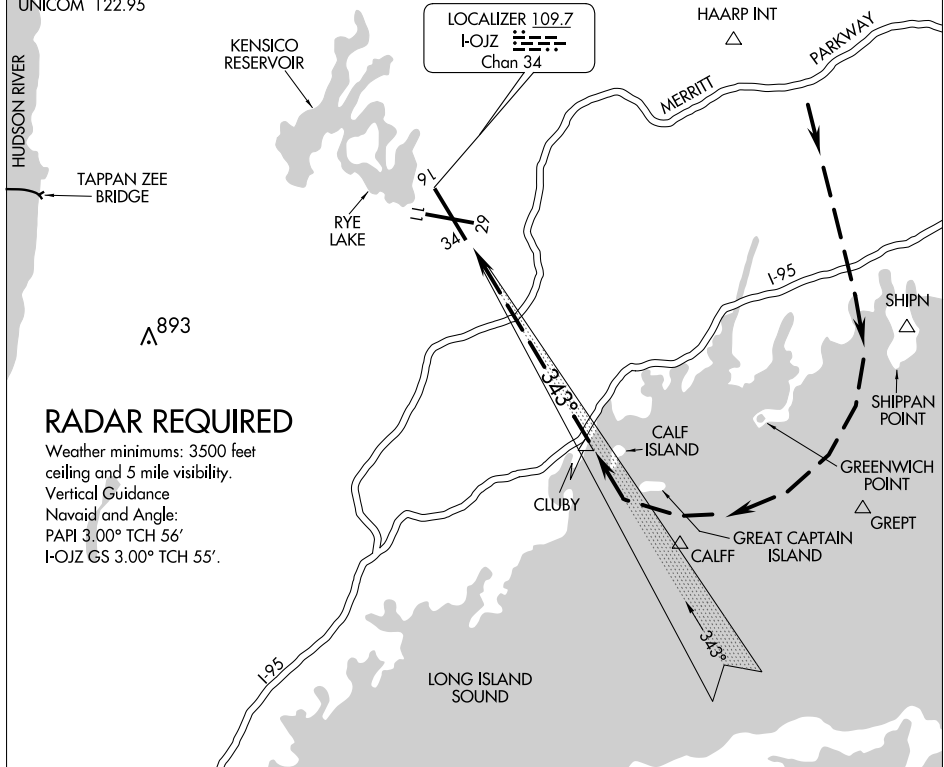 UNICOM 122.95
LOCALIZER 109.7
I-OJZ
Chan 34
HAARP INT
PARKWAY
MERRITT
KENSICO
RESERVOIR
HUDSON RIVER
TAPPAN ZEE
BRIDGE
RYE
LAKE
16
11
29
34
I-95
SHIPN
893
SHIPPAN
POINT
343°
RADAR REQUIRED
Weather minimums: 3500 feet
ceiling and 5 mile visibility.
Vertical Guidance
Navaid and Angle:
PAPI 3.00° TCH 56'
I-OJZ GS 3.00° TCH 55'.
CALF
ISLAND
GREENWICH
POINT
CLUBY
GREPT
GREAT CAPTAIN
ISLAND
CALFF
343°
I-95
LONG ISLAND
SOUND